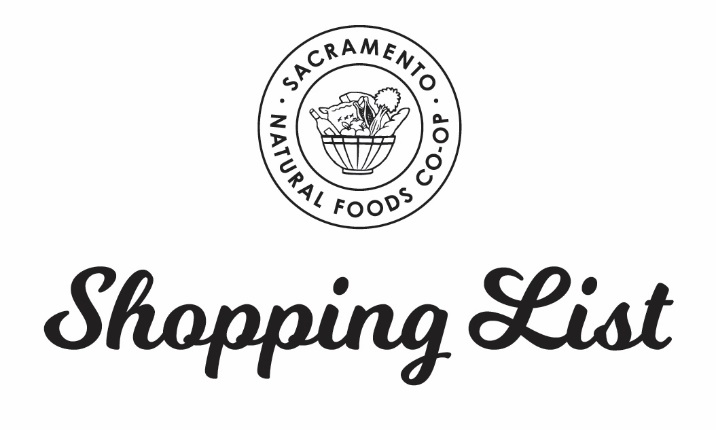 · SACRAMENTO ·
NATURAL FOODS CO-OP
Shopping List